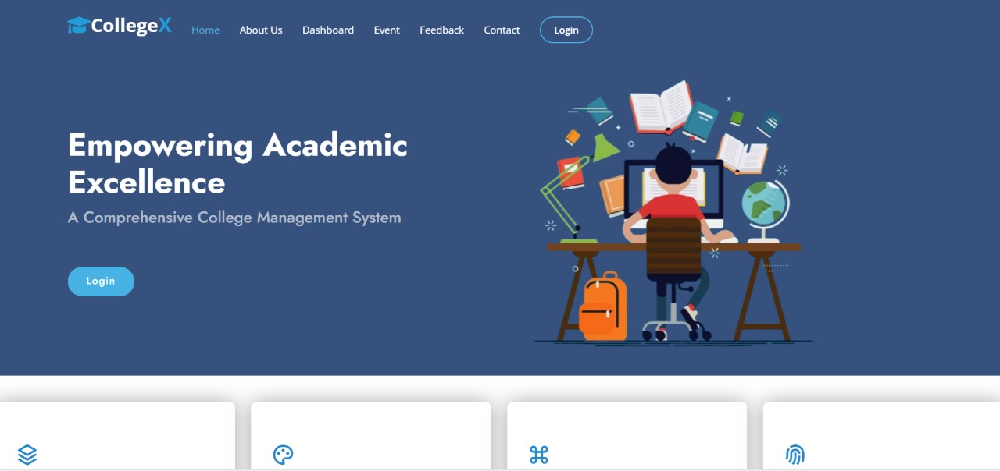 CollegeX
Home About Us Dashboard Event Feedback Contact Login
Empowering Academic
Excellence
A Comprehensive College Management System
Login